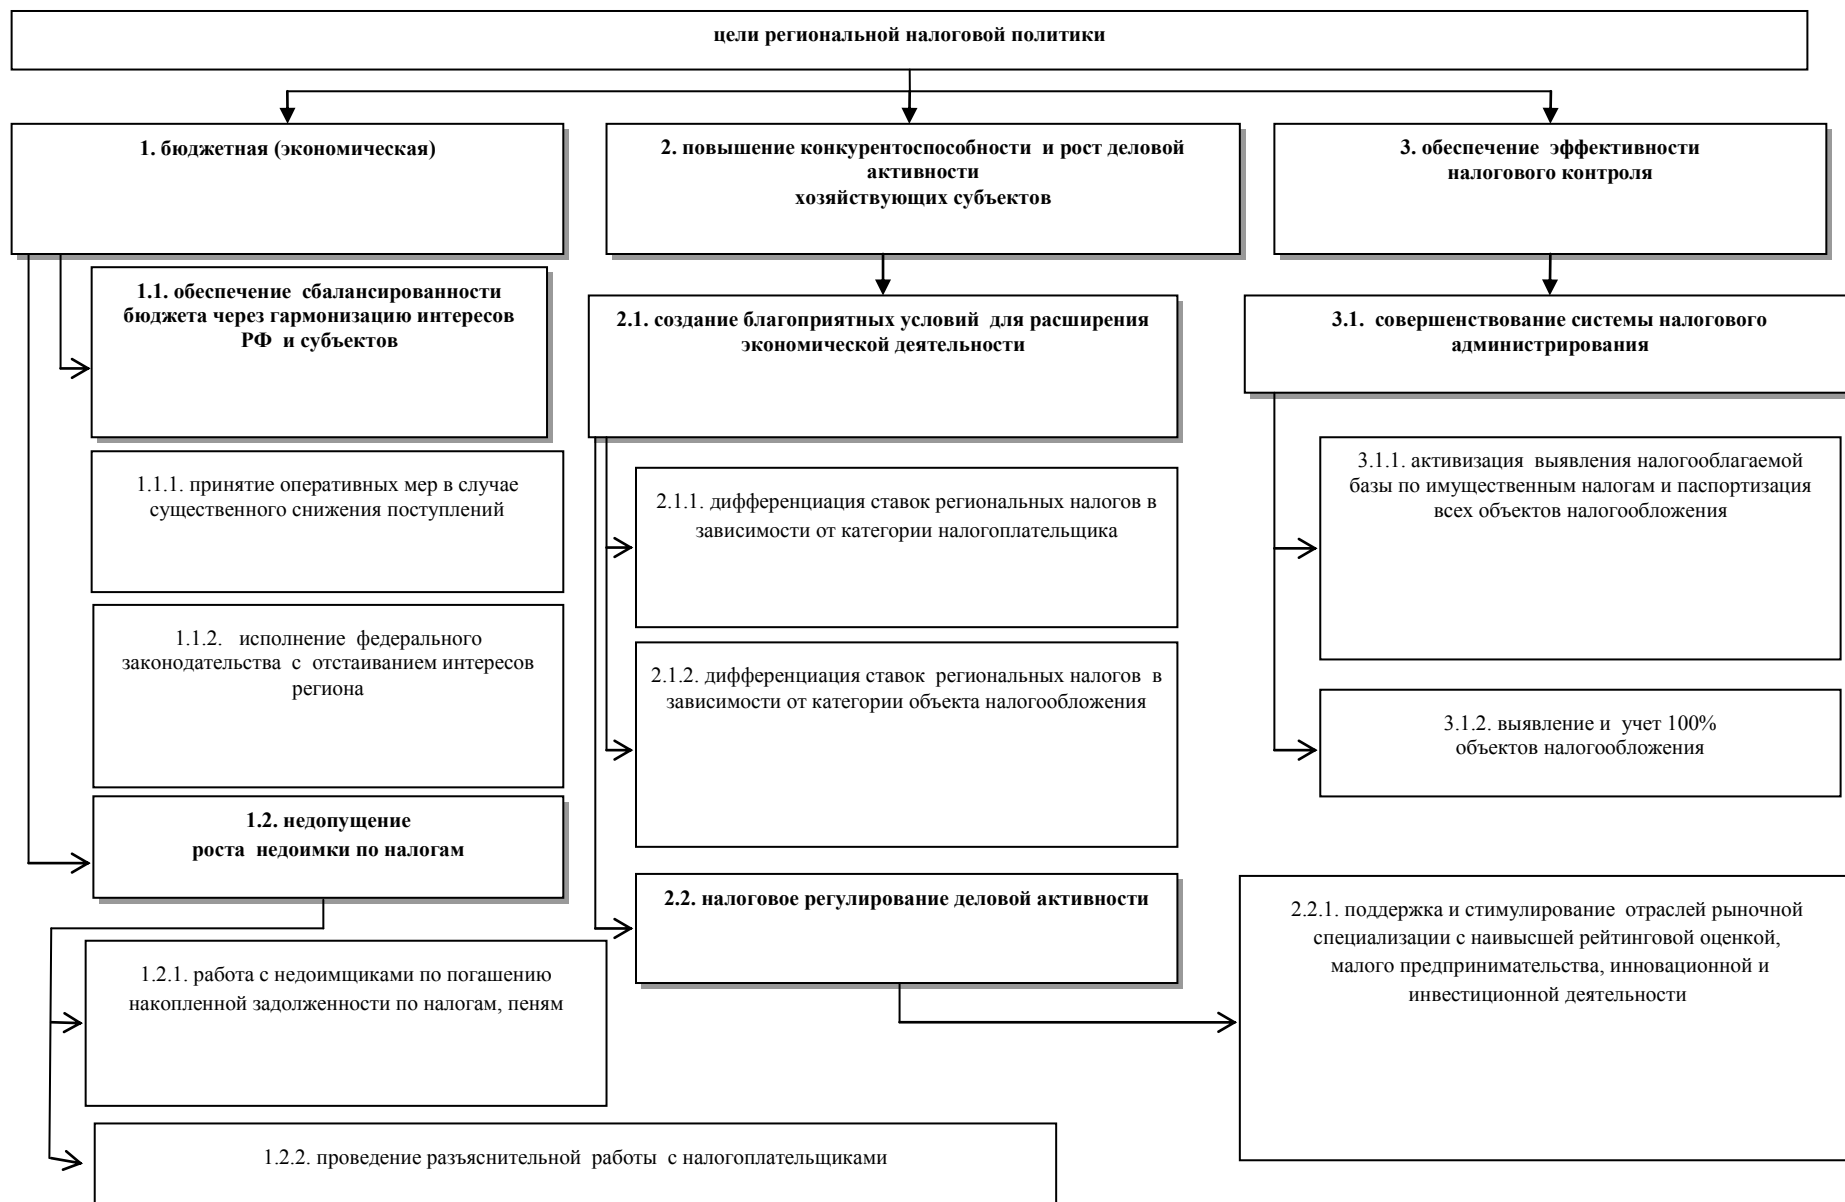 цели региональной налоговой политики
1. бюджетная (экономическая)
2. повышение конкурентоспособности и рост деловой
активности
хозяйствующих субъектов
3. обеспечение эффективности
налогового контроля
1.1. обеспечение сбалансированности
бюджета через гармонизацию интересов
РФ и субъектов
2.1. создание благоприятных условий для расширения
экономической деятельности
3.1. совершенствование системы налогового
администрирования
1.1.1. принятие оперативных мер в случае
существенного снижения поступлений
2.1.1. дифференциация ставок региональных налогов в
зависимости от категории налогоплательщика
3.1.1. активизация выявления налогооблагаемой
базы по имущественным налогам и паспортизация
всех объектов налогообложения
1.1.2. исполнение федерального
законодательства с отстаиванием интересов
региона
2.1.2. дифференциация ставок региональных налогов в
зависимости от категории объекта налогообложения
3.1.2. выявление и учет 100%
объектов налогообложения
1.2. недопущение
роста недоимки по налогам
2.2. налоговое регулирование деловой активности
2.2.1. поддержка и стимулирование отраслей рыночной
специализации с наивысшей рейтинговой оценкой,
малого предпринимательства, инновационной и
инвестиционной деятельности
1.2.1. работа с недоимщиками по погашению
накопленной задолженности по налогам, пеням
1.2.2. проведение разъяснительной работы с налогоплательщиками